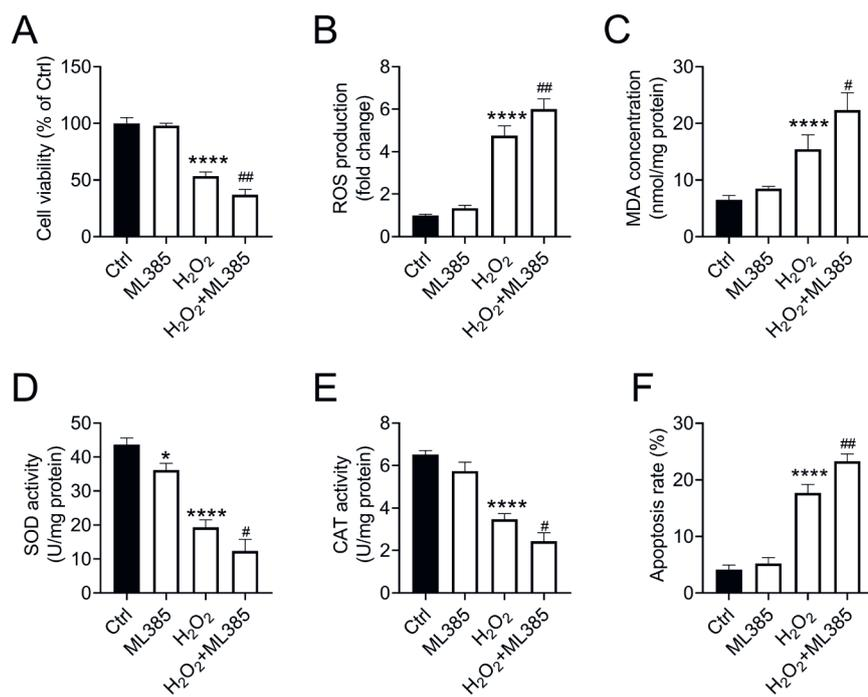 A
Cell viability (% of Ctrl)
150
100
50
0
****
##
Ctrl
ML385
H₂O₂
H₂O₂+ML385
B
ROS production
(fold change)
8
6
4
2
0
****
##
Ctrl
ML385
H₂O₂
H₂O₂+ML385
C
MDA concentration
(nmol/mg protein)
30
20
10
0
****
#
Ctrl
ML385
H₂O₂
H₂O₂+ML385
D
SOD activity
(U/mg protein)
50
40
30
20
10
0
*
****
#
Ctrl
ML385
H₂O₂
H₂O₂+ML385
E
CAT activity
(U/mg protein)
8
6
4
2
0
****
#
Ctrl
ML385
H₂O₂
H₂O₂+ML385
F
Apoptosis rate (%)
30
20
10
0
****
##
Ctrl
ML385
H₂O₂
H₂O₂+ML385